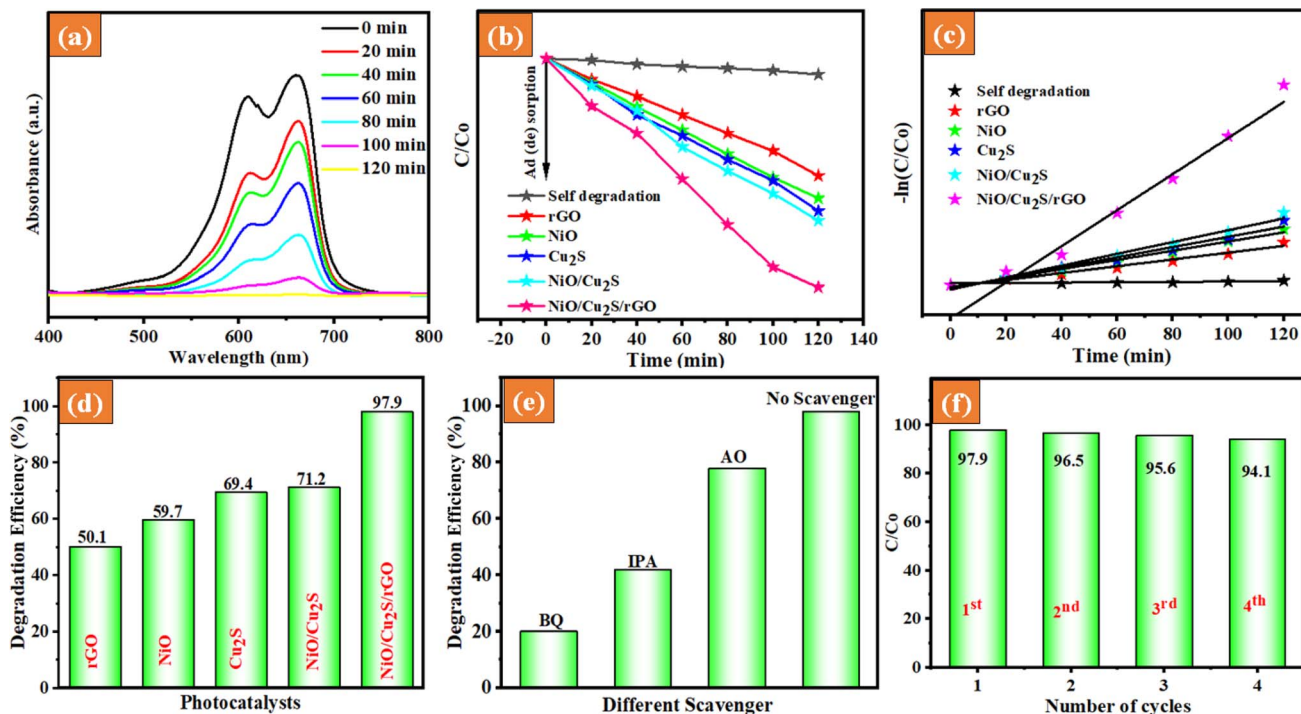 (a)
0 min
20 min
40 min
60 min
80 min
100 min
120 min
Absorbance (a.u.)
400 500 600 700 800
Wavelength (nm)
(b)
C/Co
Ad (de) sorption
Self degradation
rGO
NiO
Cu₂S
NiO/Cu₂S
NiO/Cu₂S/rGO
-20 0 20 40 60 80 100 120 140
Time (min)
(c)
-ln(C/Co)
Self degradation
rGO
NiO
Cu₂S
NiO/Cu₂S
NiO/Cu₂S/rGO
0 20 40 60 80 100 120
Time (min)
(d)
Degradation Efficiency (%)
100
80
60
40
20
0
50.1
59.7
69.4
71.2
97.9
rGO
NiO
Cu₂S
NiO/Cu₂S
NiO/Cu₂S/rGO
Photocatalysts
(e)
Degradation Efficiency (%)
100
80
60
40
20
0
BQ
IPA
AO
No Scavenger
Different Scavenger
(f)
C/Co
100
80
60
40
20
0
97.9
96.5
95.6
94.1
1st
2nd
3rd
4th
1 2 3 4
Number of cycles